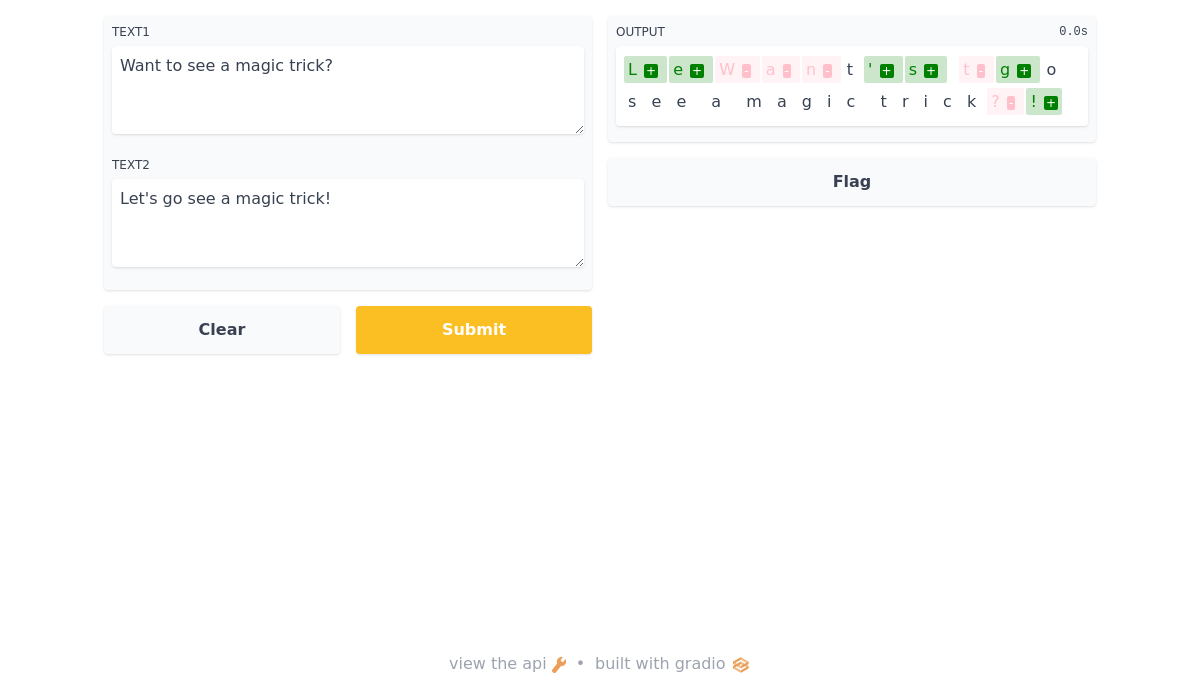 TEXT1
Want to see a magic trick?
TEXT2
Let's go see a magic trick!
Clear
Submit
OUTPUT 0.0s
L + e + W - a - n - t ' + s + t - g + o
s e e a m a g i c t r i c k ? - ! +
Flag
view the api • built with gradio